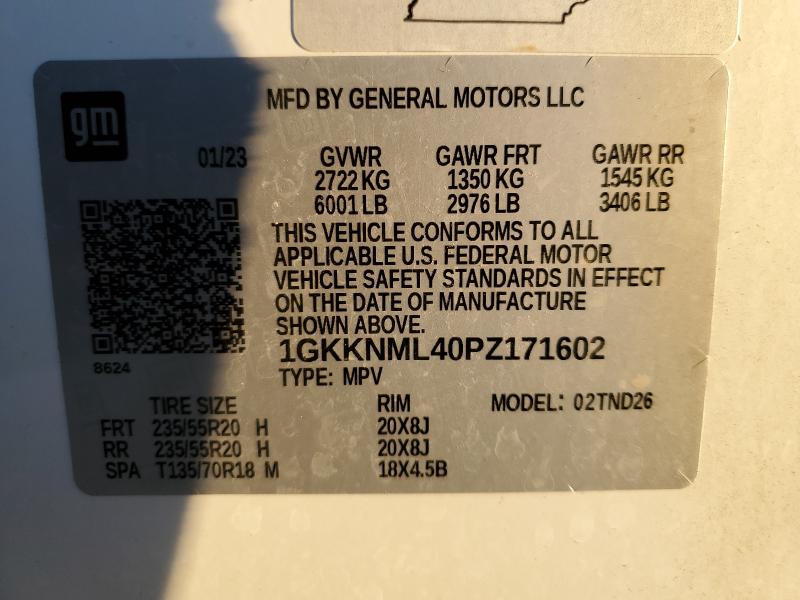 gm
MFD BY GENERAL MOTORS LLC
01/23 GVWR GAWR FRT GAWR RR
2722 KG 1350 KG 1545 KG
6001 LB 2976 LB 3406 LB
THIS VEHICLE CONFORMS TO ALL
APPLICABLE U.S. FEDERAL MOTOR
VEHICLE SAFETY STANDARDS IN EFFECT
ON THE DATE OF MANUFACTURE
SHOWN ABOVE.
1GKKNML40PZ171602
8624
TYPE: MPV
TIRE SIZE RIM MODEL: 02TND26
FRT 235/55R20 H 20X8J
RR 235/55R20 H 20X8J
SPA T135/70R18 M 18X4.5B